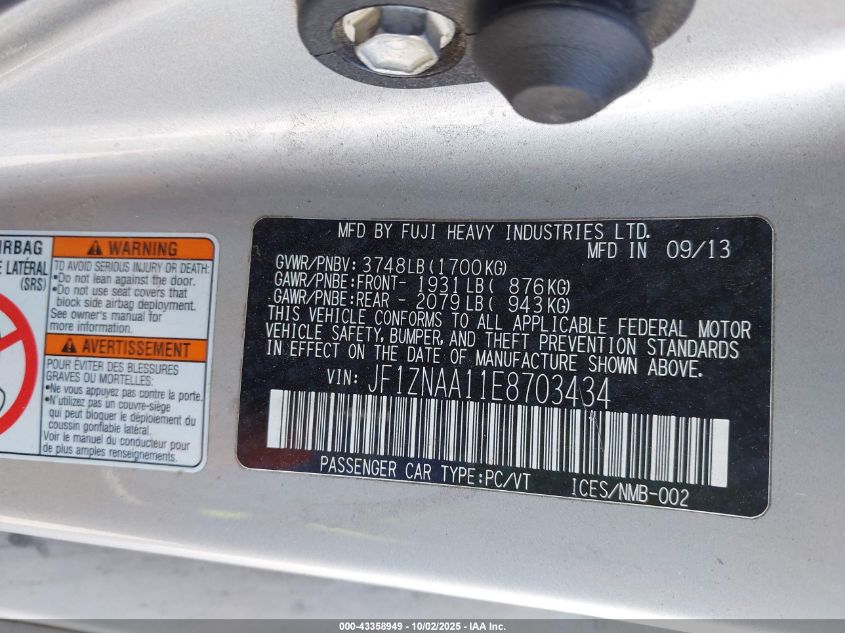 IRBAG
E LATÉRAL
(SRS)
WARNING
TO AVOID SERIOUS INJURY OR DEATH:
•Do not lean against the door.
•Do not use seat covers that
block side airbag deployment.
See owner's manual for
more information.
AVERTISSEMENT
POUR ÉVITER DES BLESSURES
GRAVES OU MORTELLES:
•Ne vous appuyez pas contre la porte.
•N'utilisez pas un couvre-siège
qui peut bloquer le déploiement du
coussin gonflable latéral.
Voir le manuel du conducteur pour
de plus amples renseignements.
MFD BY FUJI HEAVY INDUSTRIES LTD.
MFD IN 09/13
GVWR/PNBV: 3748LB(1700KG)
GAWR/PNBE:FRONT- 1931LB( 876KG)
GAWR/PNBE:REAR - 2079LB( 943KG)
THIS VEHICLE CONFORMS TO ALL APPLICABLE FEDERAL MOTOR
VEHICLE SAFETY, BUMPER, AND THEFT PREVENTION STANDARDS
IN EFFECT ON THE DATE OF MANUFACTURE SHOWN ABOVE.
VIN: JF1ZNAA11E8703434
PASSENGER CAR TYPE:PC/VT ICES/NMB-002
000-43358949 - 10/02/2025 - IAA Inc.